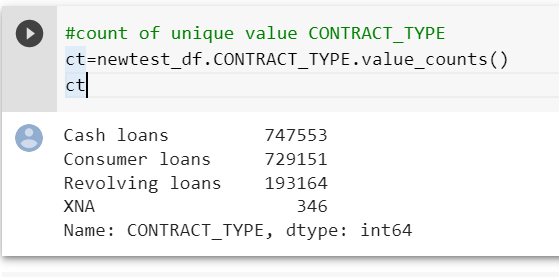 #count of unique value CONTRACT_TYPE
ct=newtest_df.CONTRACT_TYPE.value_counts()
ct
Cash loans         747553
Consumer loans     729151
Revolving loans    193164
XNA                   346
Name: CONTRACT_TYPE, dtype: int64